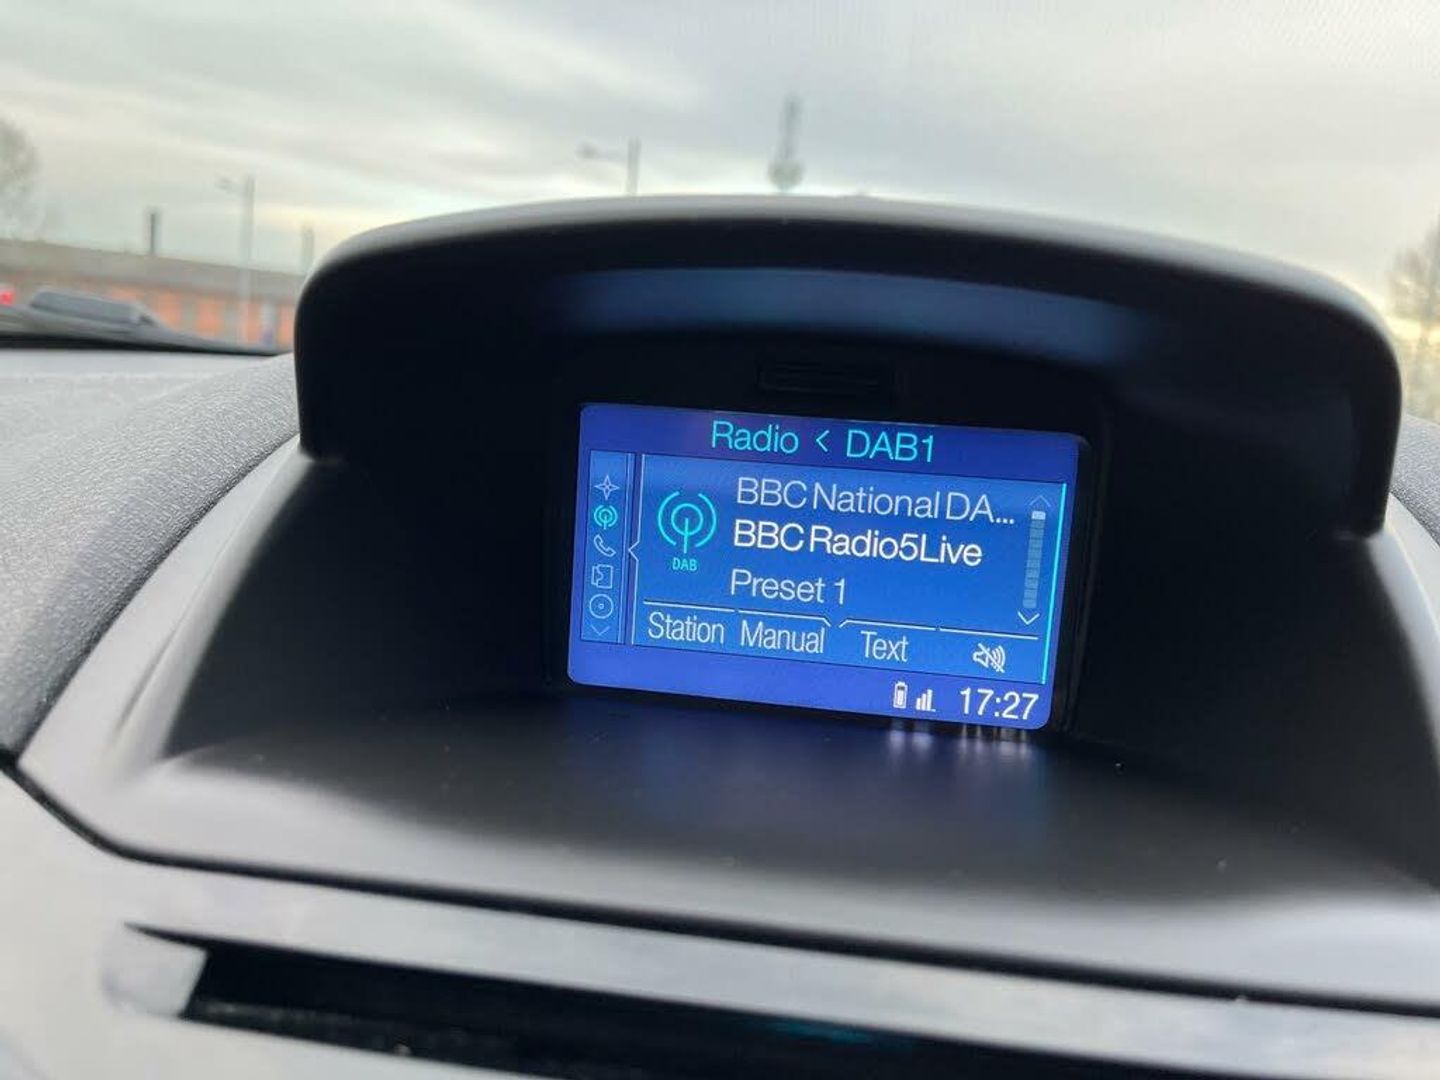 Radio < DAB1
BBC National DA...
BBC Radio5Live
DAB
Preset 1
Station Manual Text
17:27